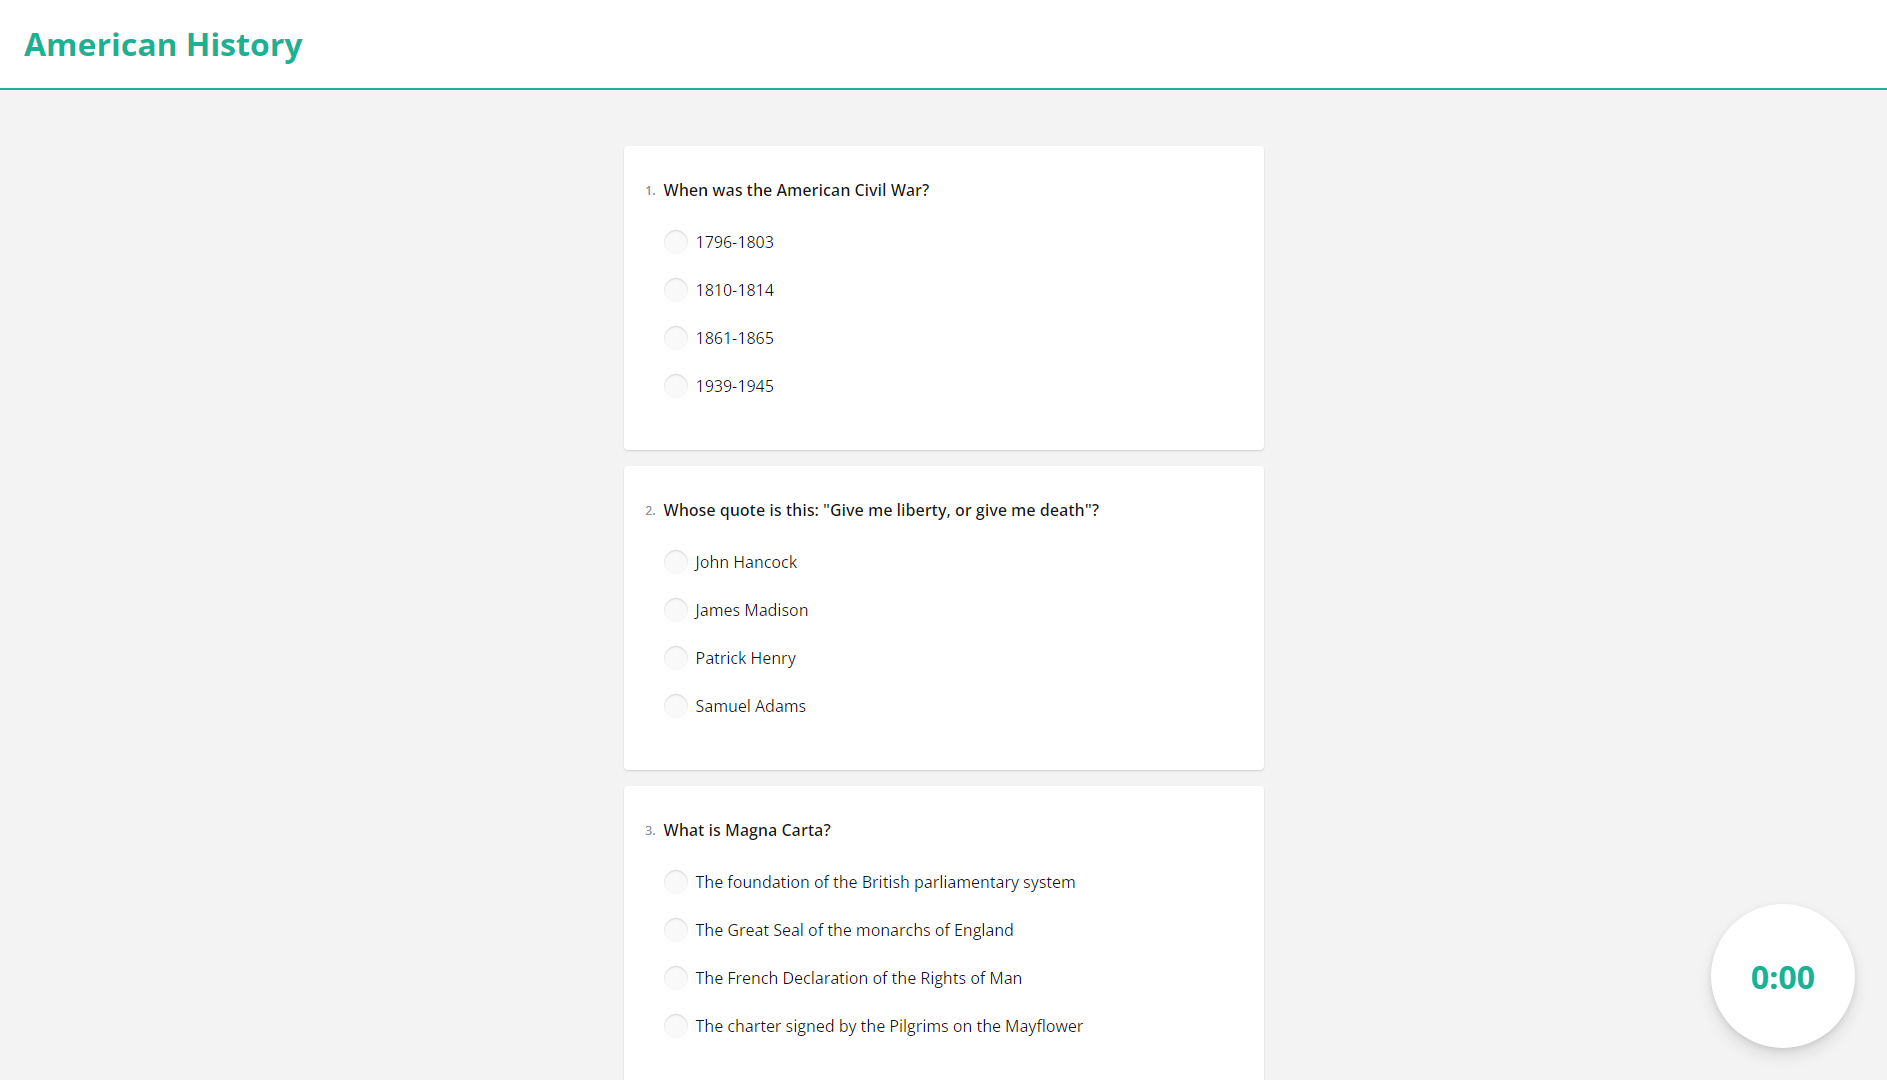 American History
1. When was the American Civil War?
1796-1803
1810-1814
1861-1865
1939-1945
2. Whose quote is this: "Give me liberty, or give me death"?
John Hancock
James Madison
Patrick Henry
Samuel Adams
3. What is Magna Carta?
The foundation of the British parliamentary system
The Great Seal of the monarchs of England
The French Declaration of the Rights of Man
The charter signed by the Pilgrims on the Mayflower
0:00